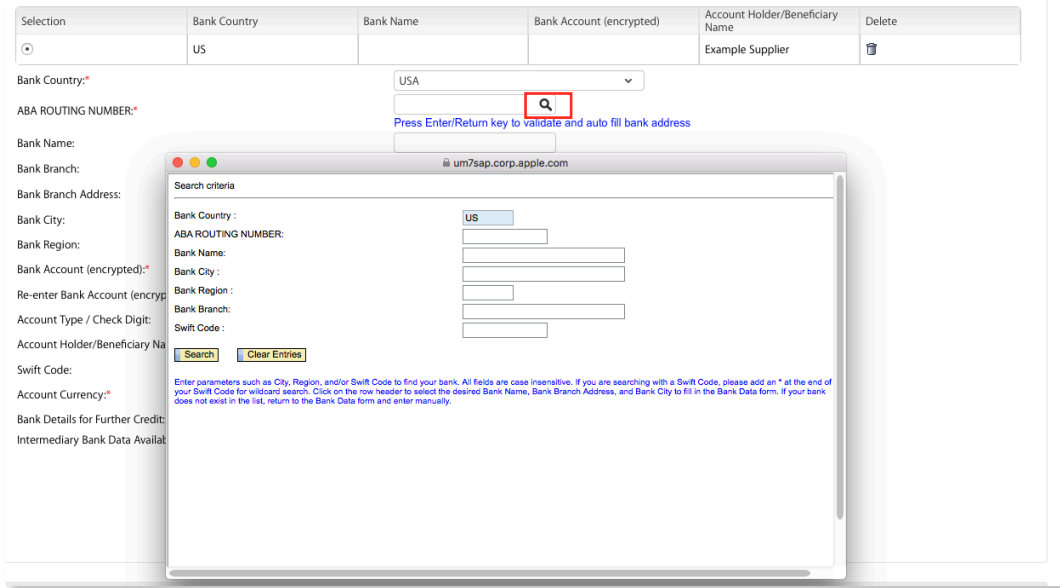 Selection Bank Country Bank Name Bank Account (encrypted) Account Holder/Beneficiary Name Delete
US Example Supplier
Bank Country:* USA
ABA ROUTING NUMBER:*
Press Enter/Return key to validate and auto fill bank address
Bank Name:
Bank Branch:
Bank Branch Address:
Bank City:
Bank Region:
Bank Account (encrypted):*
Re-enter Bank Account (encryp
Account Type / Check Digit:
Account Holder/Beneficiary Na
Swift Code:
Account Currency:*
Bank Details for Further Credit:
Intermediary Bank Data Availab
um7sap.corp.apple.com
Search criteria
Bank Country : US
ABA ROUTING NUMBER:
Bank Name:
Bank City :
Bank Region :
Bank Branch:
Swift Code :
Search Clear Entries
Enter parameters such as City, Region, and/or Swift Code to find your bank. All fields are case insensitive. If you are searching with a Swift Code, please add an * at the end of
your Swift Code for wildcard search. Click on the row header to select the desired Bank Name, Bank Branch Address, and Bank City to fill in the Bank Data form. If your bank
does not exist in the list, return to the Bank Data form and enter manually.